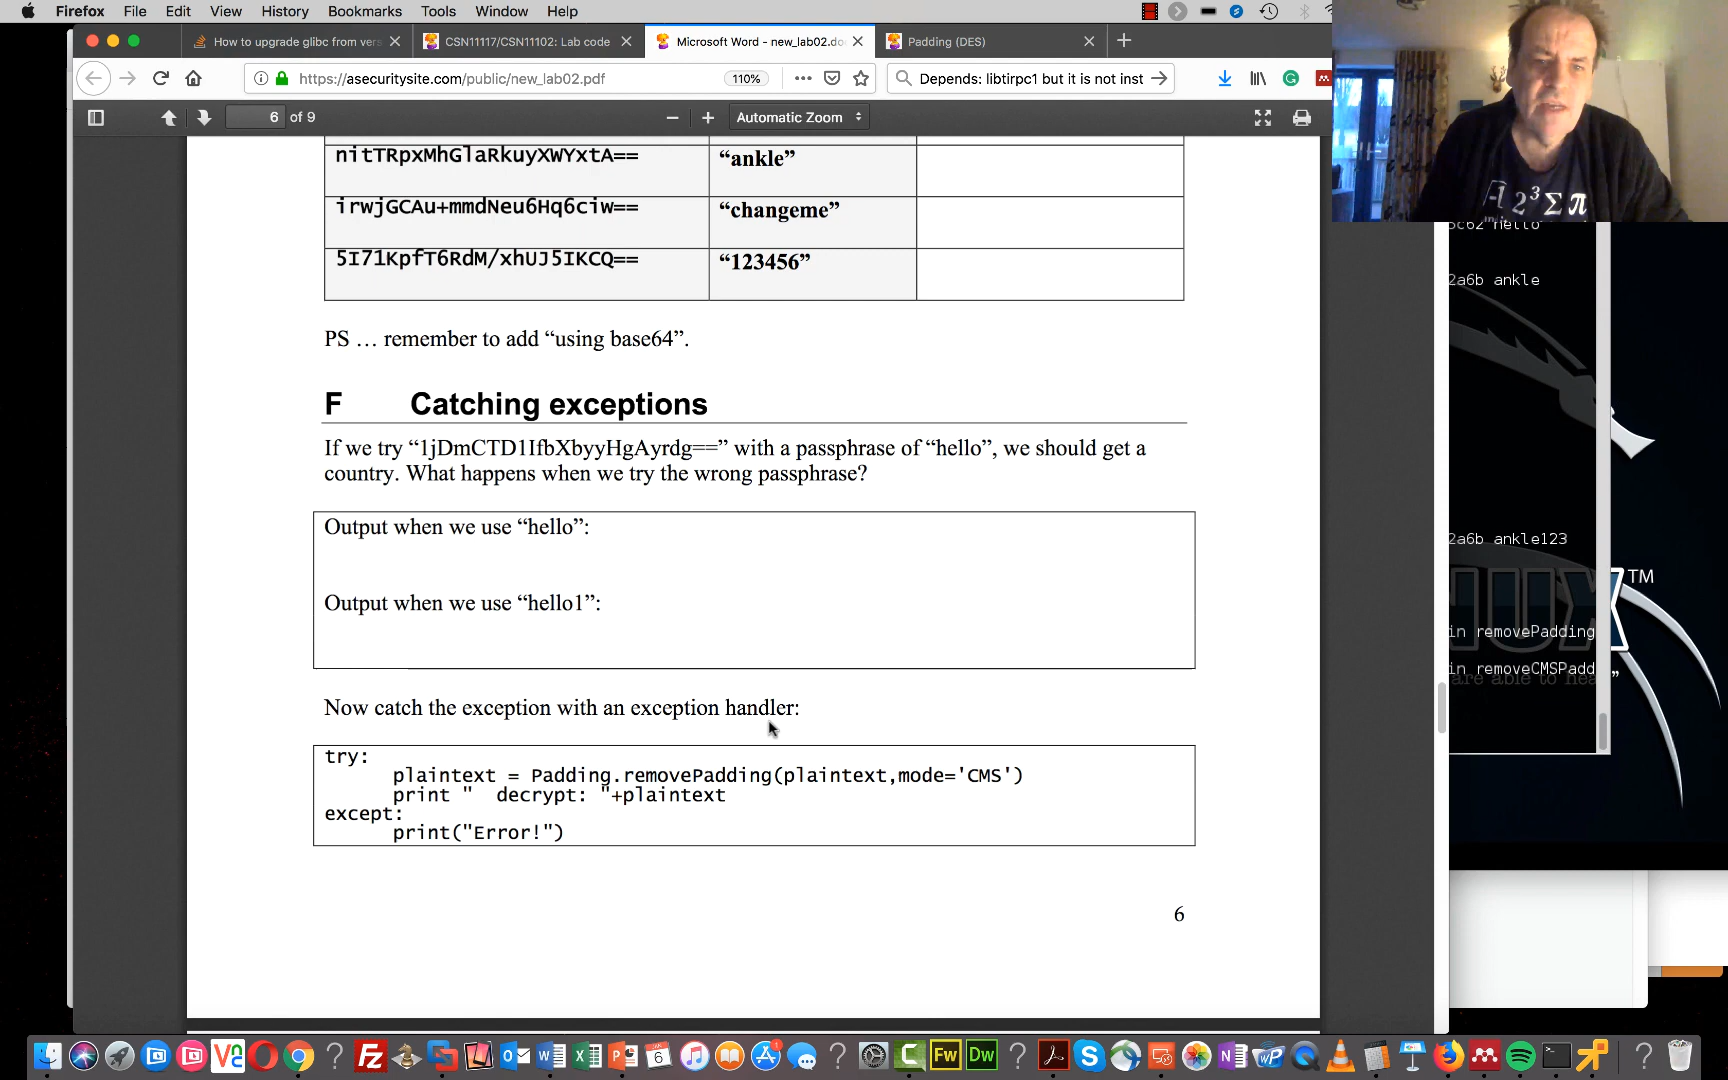 Firefox File Edit View History Bookmarks Tools Window Help
How to upgrade glibc from vers
CSN11117/CSN11102: Lab code
Microsoft Word - new_lab02.do
Padding (DES)
https://asecuritysite.com/public/new_lab02.pdf
110%
Depends: libtirpc1 but it is not inst
6 of 9
Automatic Zoom
nitTRpxMhGlaRkuyXWYxtA== “ankle”
irwjGCAu+mmdNeu6Hq6ciw== “changeme”
5I71KpfT6RdM/xhUJ5IKCQ== “123456”
PS … remember to add “using base64”.
F Catching exceptions
If we try “1jDmCTD1IfbXbyyHgAyrdg==” with a passphrase of “hello”, we should get a
country. What happens when we try the wrong passphrase?
Output when we use “hello”:
Output when we use “hello1”:
Now catch the exception with an exception handler:
try:
plaintext = Padding.removePadding(plaintext,mode='CMS')
print " decrypt: "+plaintext
except:
print("Error!")
6
√-1 2³ Σ π
hello
2a6b ankle
2a6b ankle123
TM
in removePadding
in removeCMSPadd